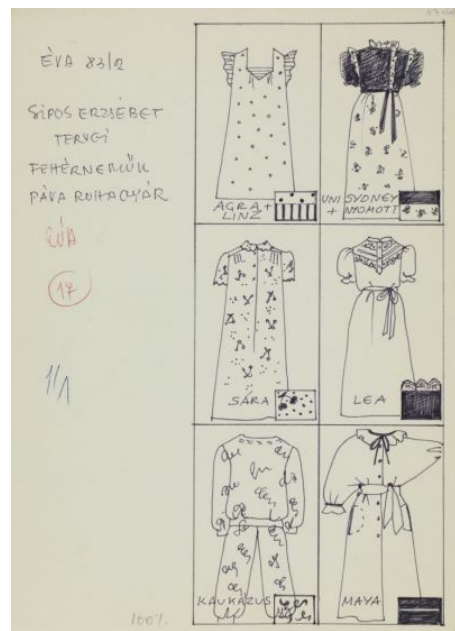 ÉVA 83/2
SIPOS ERZSÉBET
TERVEI
FEHÉRNEMŰK
PÁVA RUHAGYÁR
ÉVA
17
1/1
100%
AGRA +
LINZ
UNI SYDNEY
+ NYOMOTT
SÁRA
LEA
KAUKÁZUS
MAYA